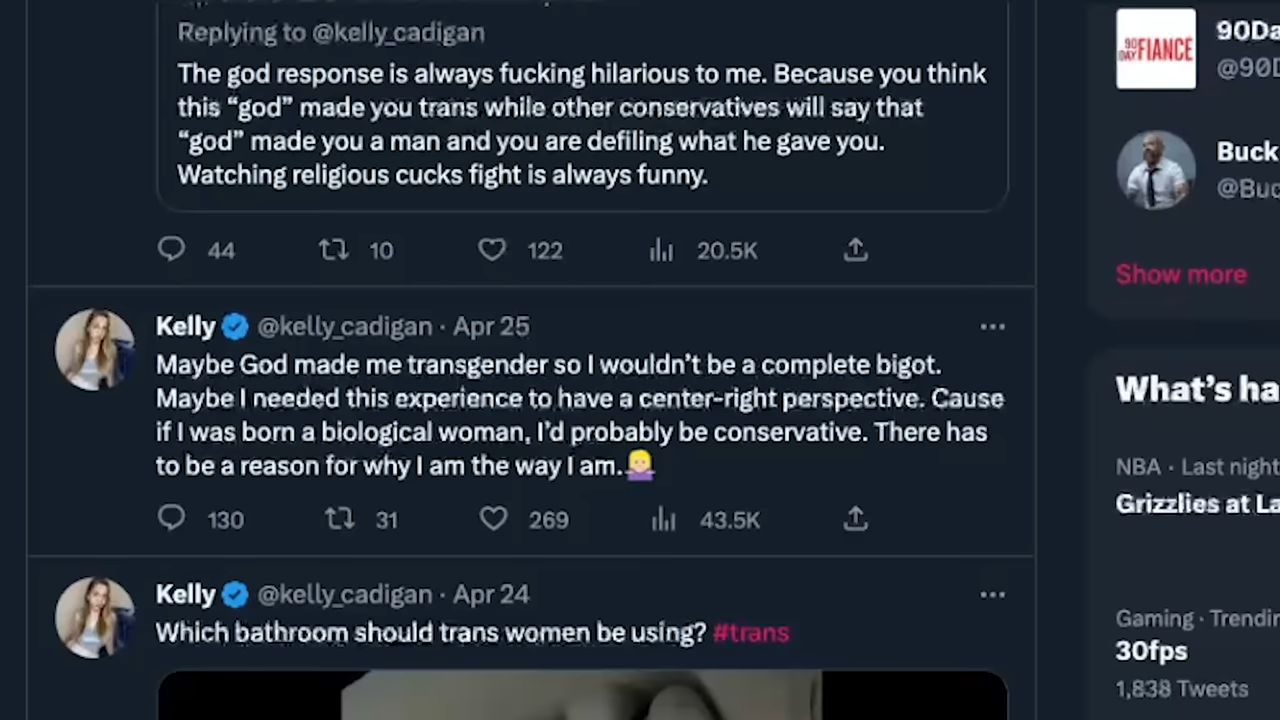 Replying to @kelly_cadigan
The god response is always fucking hilarious to me. Because you think
this “god” made you trans while other conservatives will say that
“god” made you a man and you are defiling what he gave you.
Watching religious cucks fight is always funny.
44 10 122 20.5K
Kelly @kelly_cadigan · Apr 25
Maybe God made me transgender so I wouldn’t be a complete bigot.
Maybe I needed this experience to have a center-right perspective. Cause
if I was born a biological woman, I’d probably be conservative. There has
to be a reason for why I am the way I am.🤷‍♀️
130 31 269 43.5K
Kelly @kelly_cadigan · Apr 24
Which bathroom should trans women be using? #trans
90 DAY FIANCE
90Da
@90D
Buck
@Buc
Show more
What’s ha
NBA · Last night
Grizzlies at La
Gaming · Trendin
30fps
1,838 Tweets